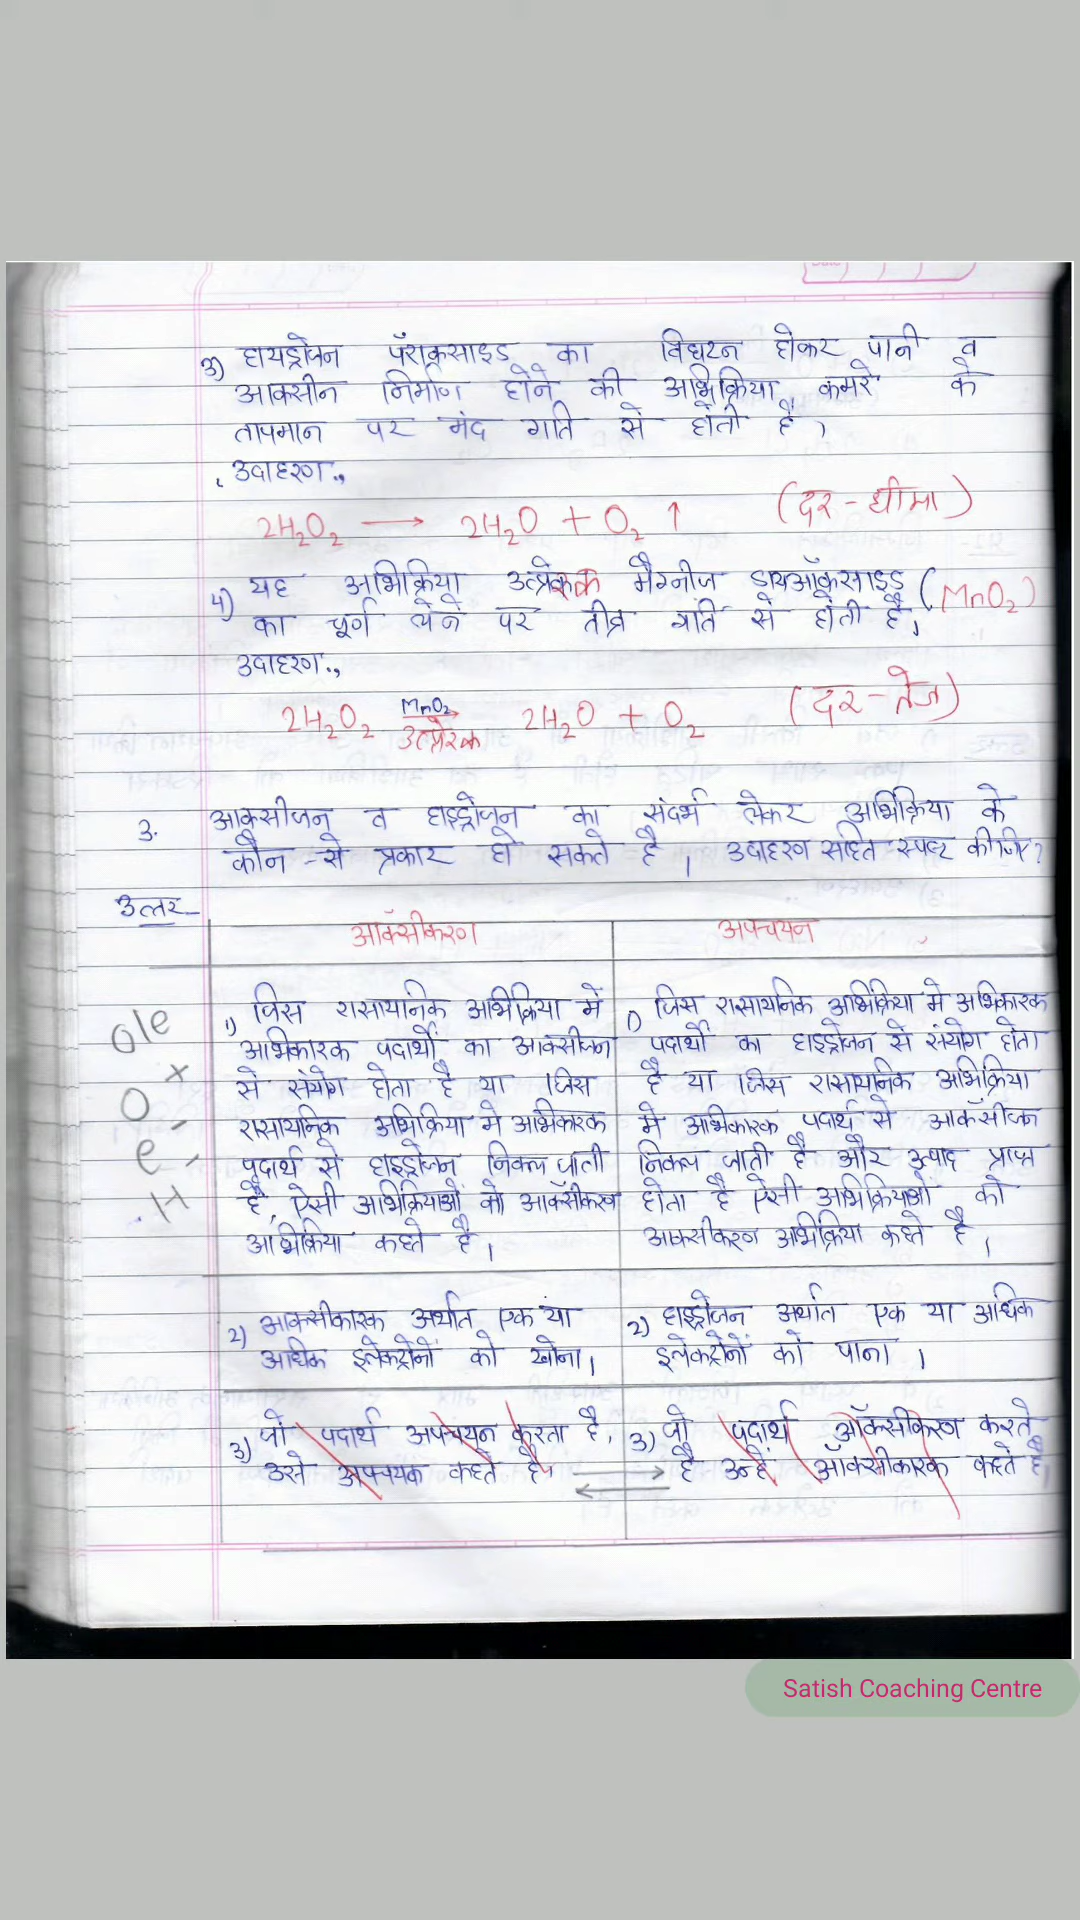 3) हायड्रोजन पॅराक्साइड का विघटन होकर पानी व
आक्सीन निर्माण होने की अभिक्रिया कमरे के
तापमान पर मंद गति से होती है,
उदाहरण.,
2H₂O₂ → 2H₂O + O₂ ↑ (दर - धीमा)
4) यह अभिक्रिया उत्प्रेरक मैग्नीज डायऑक्साइड (MnO₂)
का चूर्ण लेने पर तीव्र गति से होती है,
उदाहरण.,
MnO₂
2H₂O₂ → 2H₂O + O₂ (दर - तेज)
उत्प्रेरक
3. आक्सीजन व हाइड्रोजन का संदर्भ लेकर अभिक्रिया के
कौन-से प्रकार हो सकते है, उदाहरण सहित स्पष्ट कीजिए?
उत्तर-
ऑक्सीकरण अपचयन
1) जिस रासायनिक अभिक्रिया में
अभिकारक पदार्थों का आक्सीजन
से संयोग होता है या जिस
रासायनिक अभिक्रिया मे अभिकारक
पदार्थ से हाइड्रोजन निकल जाती
है, ऐसी अभिक्रियाओं को आक्सीकरण
अभिक्रिया कहते है,
1) जिस रासायनिक अभिक्रिया मे अभिकारक
पदार्थों का हाइड्रोजन से संयोग होता
है या जिस रासायनिक अभिक्रिया
मे अभिकारक पदार्थ से आक्सीजन
निकल जाती है और उत्पाद प्राप्त
होता है ऐसी अभिक्रियाओं को
आक्सीकरण अभिक्रिया कहते है,
ole
O +
e -
H -
2) आक्सीकारक अर्थात एक या
अधिक इलेक्ट्रोनों को खोना,
2) हाइड्रोजन अर्थात एक या अधिक
इलेक्ट्रोनों को पाना,
3) जो पदार्थ अपचयन करता है,
उसे अपचयक कहते है,
3) जो पदार्थ ऑक्सीकरण करते
है उन्हें ऑक्सीकारक कहते है
Satish Coaching Centre